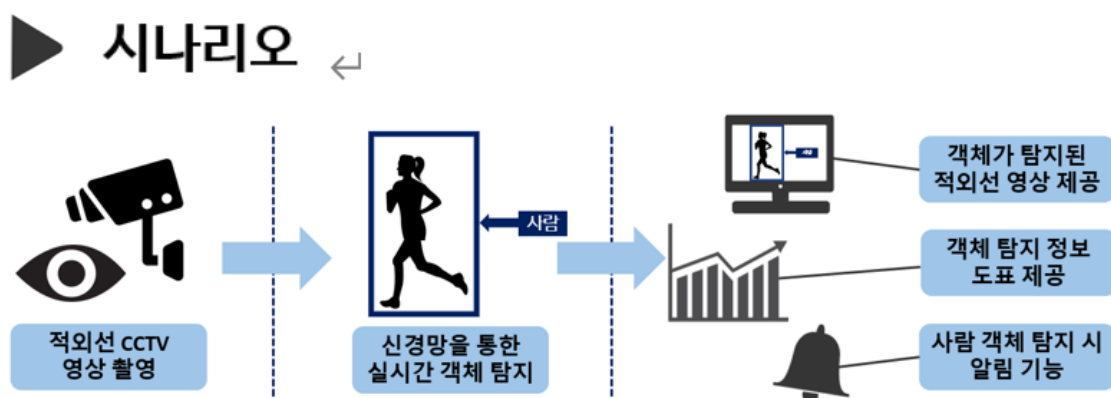 시나리오
적외선 CCTV
영상 촬영
사람
신경망을 통한
실시간 객체 탐지
객체가 탐지된
적외선 영상 제공
객체 탐지 정보
도표 제공
사람 객체 탐지 시
알림 기능